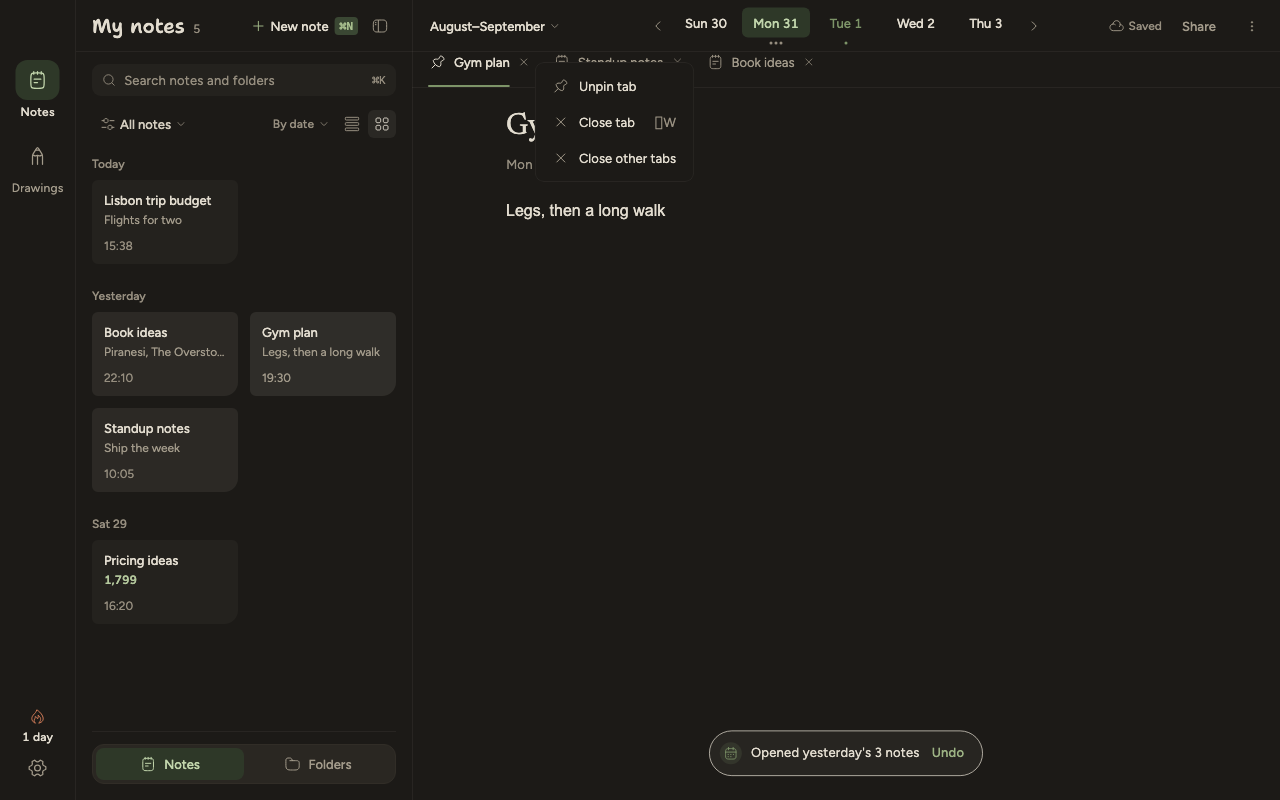 My notes 5
New note ⌘N
Search notes and folders ⌘K
All notes
By date
Today
Lisbon trip budget
Flights for two
15:38
Yesterday
Book ideas
Piranesi, The Oversto...
22:10
Gym plan
Legs, then a long walk
19:30
Standup notes
Ship the week
10:05
Sat 29
Pricing ideas
1,799
16:20
Notes
Folders
Notes
Drawings
1 day
August–September
Sun 30
Mon 31
Tue 1
Wed 2
Thu 3
Saved
Share
Gym plan
Standup notes
Book ideas
Unpin tab
Close tab W
Close other tabs
Gy
Mon
Legs, then a long walk
Opened yesterday's 3 notes Undo